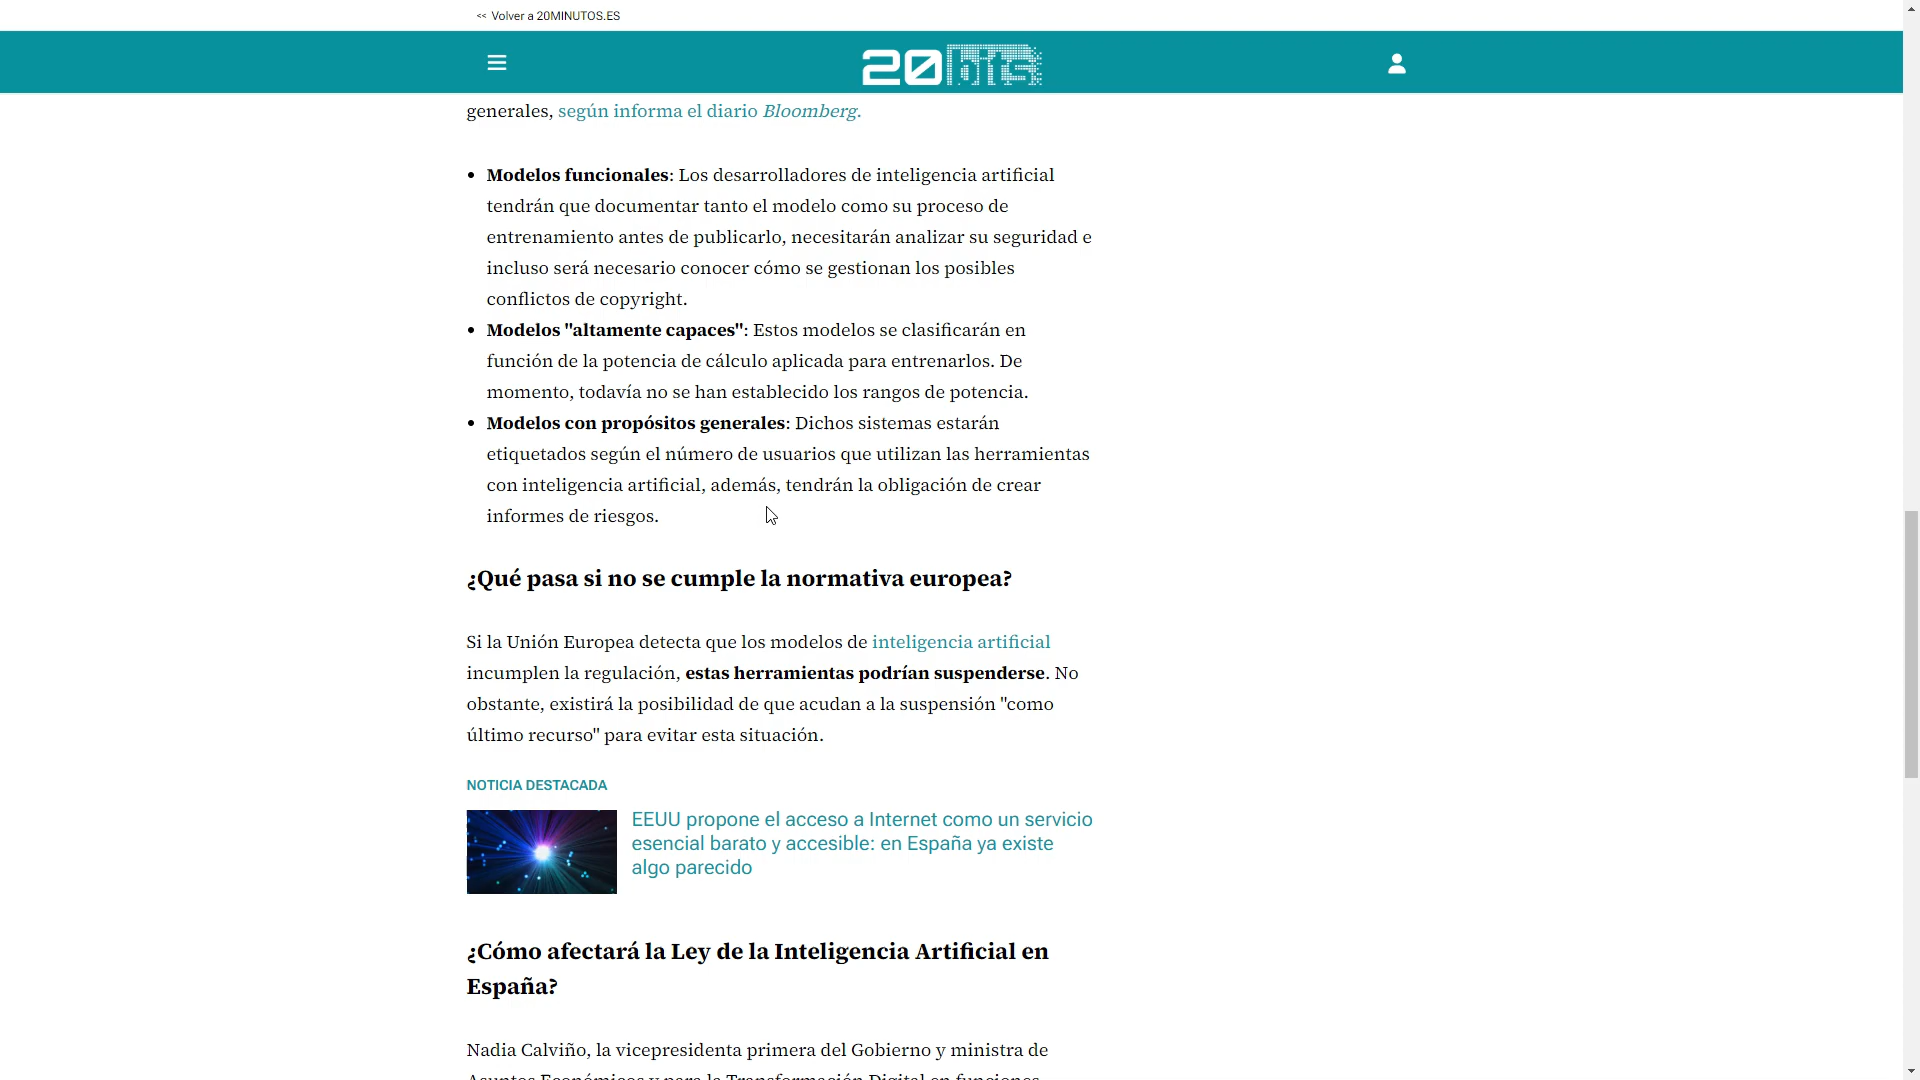 << Volver a 20MINUTOS.ES
20bits
generales, según informa el diario Bloomberg.
• Modelos funcionales: Los desarrolladores de inteligencia artificial
tendrán que documentar tanto el modelo como su proceso de
entrenamiento antes de publicarlo, necesitarán analizar su seguridad e
incluso será necesario conocer cómo se gestionan los posibles
conflictos de copyright.
• Modelos "altamente capaces": Estos modelos se clasificarán en
función de la potencia de cálculo aplicada para entrenarlos. De
momento, todavía no se han establecido los rangos de potencia.
• Modelos con propósitos generales: Dichos sistemas estarán
etiquetados según el número de usuarios que utilizan las herramientas
con inteligencia artificial, además, tendrán la obligación de crear
informes de riesgos.
¿Qué pasa si no se cumple la normativa europea?
Si la Unión Europea detecta que los modelos de inteligencia artificial
incumplen la regulación, estas herramientas podrían suspenderse. No
obstante, existirá la posibilidad de que acudan a la suspensión "como
último recurso" para evitar esta situación.
NOTICIA DESTACADA
EEUU propone el acceso a Internet como un servicio
esencial barato y accesible: en España ya existe
algo parecido
¿Cómo afectará la Ley de la Inteligencia Artificial en
España?
Nadia Calviño, la vicepresidenta primera del Gobierno y ministra de
Asuntos Económicos y para la Transformación Digital en funciones,